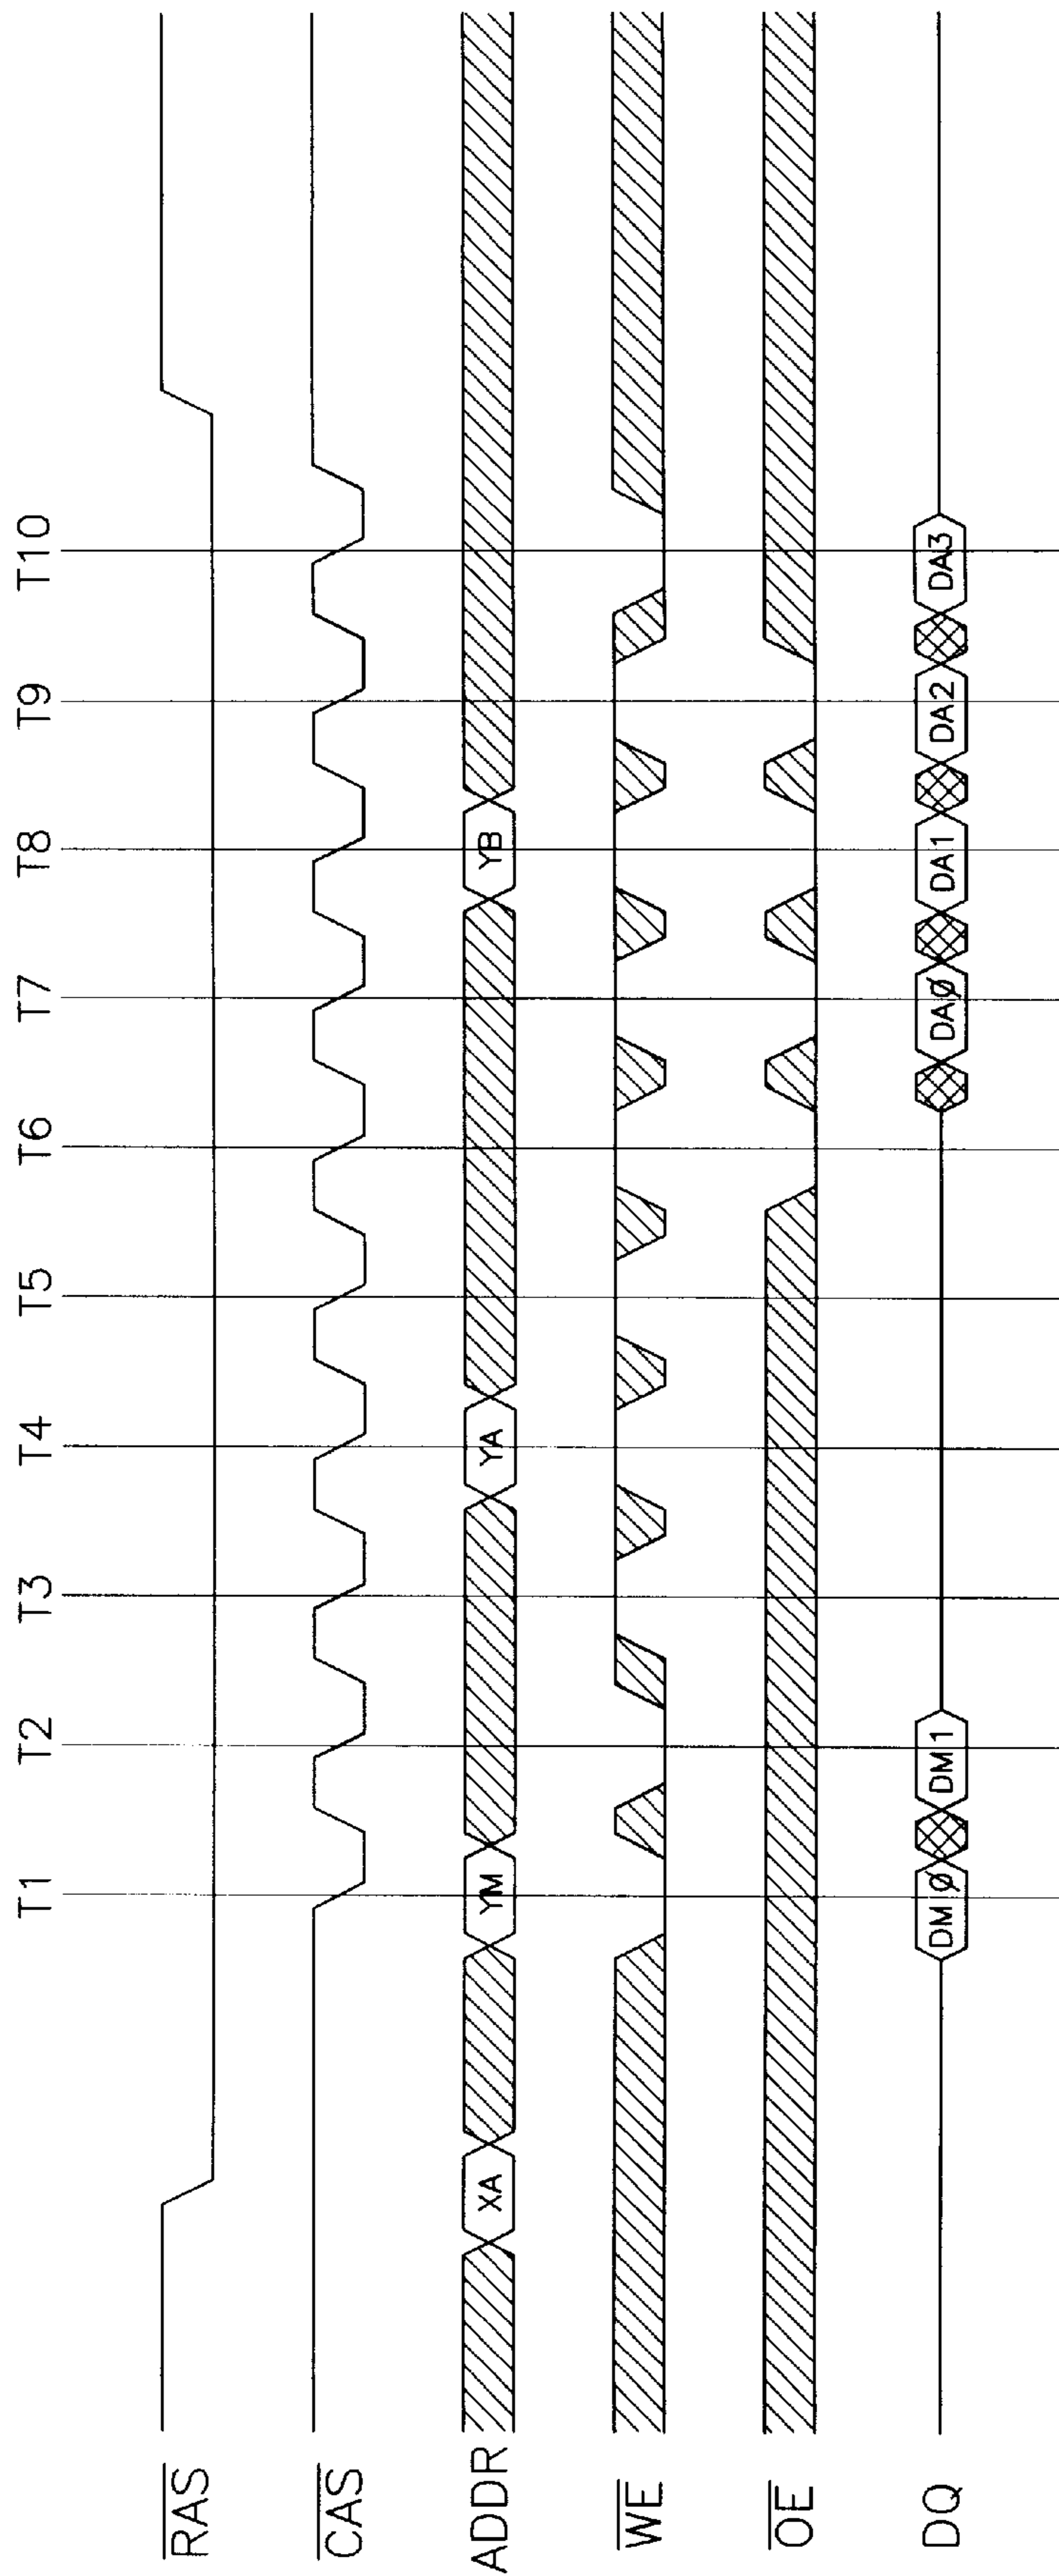 T1 T2 T3 T4 T5 T6 T7 T8 T9 T10
RAS
CAS
ADDR XA YM YA YB
WE
OE
DQ DMØ DM1 DAØ DA1 DA2 DA3